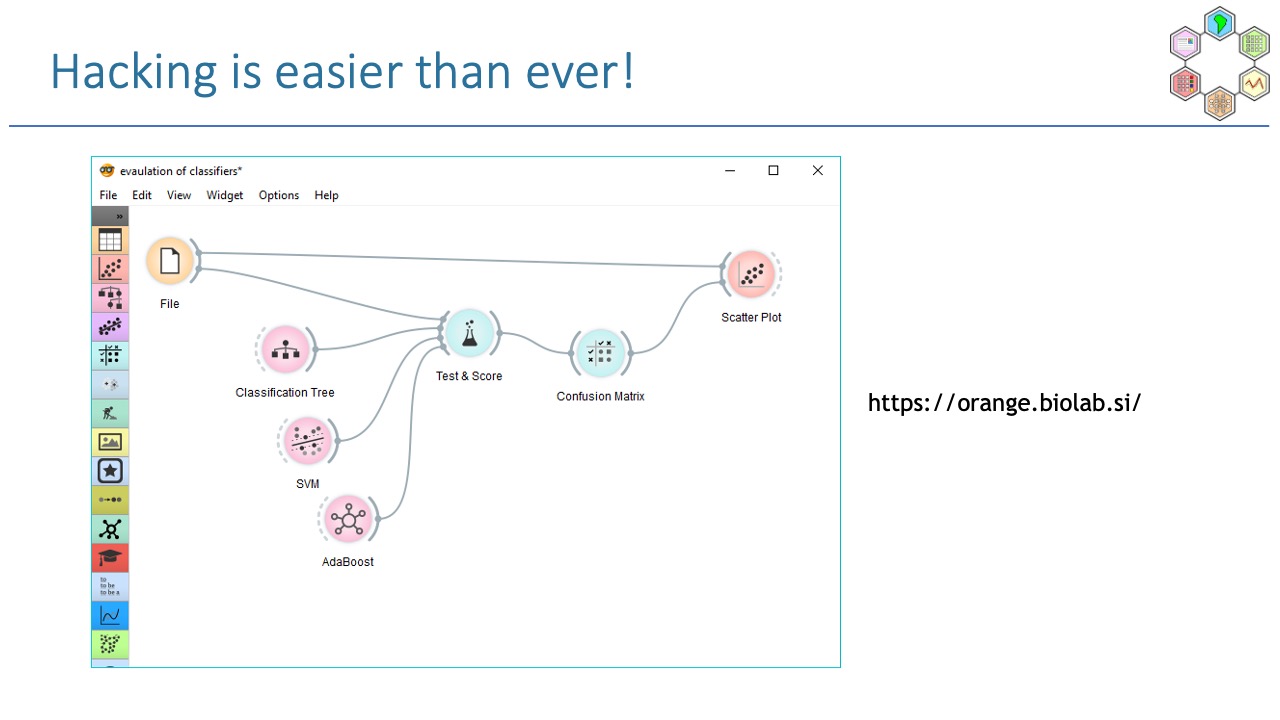 Hacking is easier than ever!
evaulation of classifiers*
File Edit View Widget Options Help
»
File
Scatter Plot
Test & Score
Classification Tree
Confusion Matrix
https://orange.biolab.si/
SVM
AdaBoost
to
to be
to be a